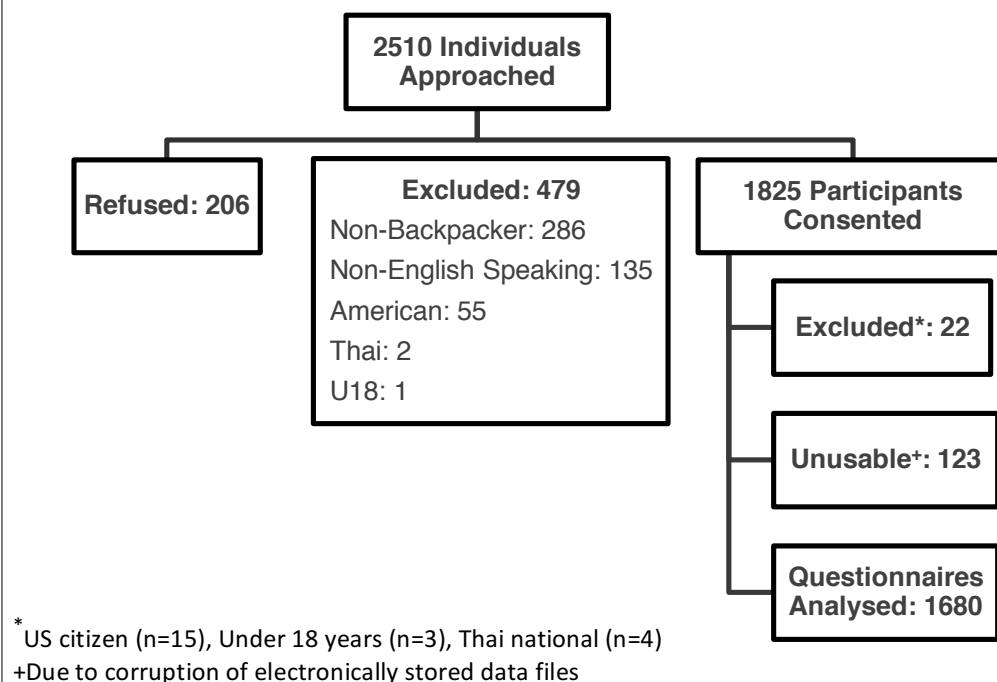 2510 Individuals
Approached
Refused: 206
Excluded: 479
Non-Backpacker: 286
Non-English Speaking: 135
American: 55
Thai: 2
U18: 1
1825 Participants
Consented
Excluded*: 22
Unusable+: 123
Questionnaires
Analysed: 1680
*US citizen (n=15), Under 18 years (n=3), Thai national (n=4)
+Due to corruption of electronically stored data files